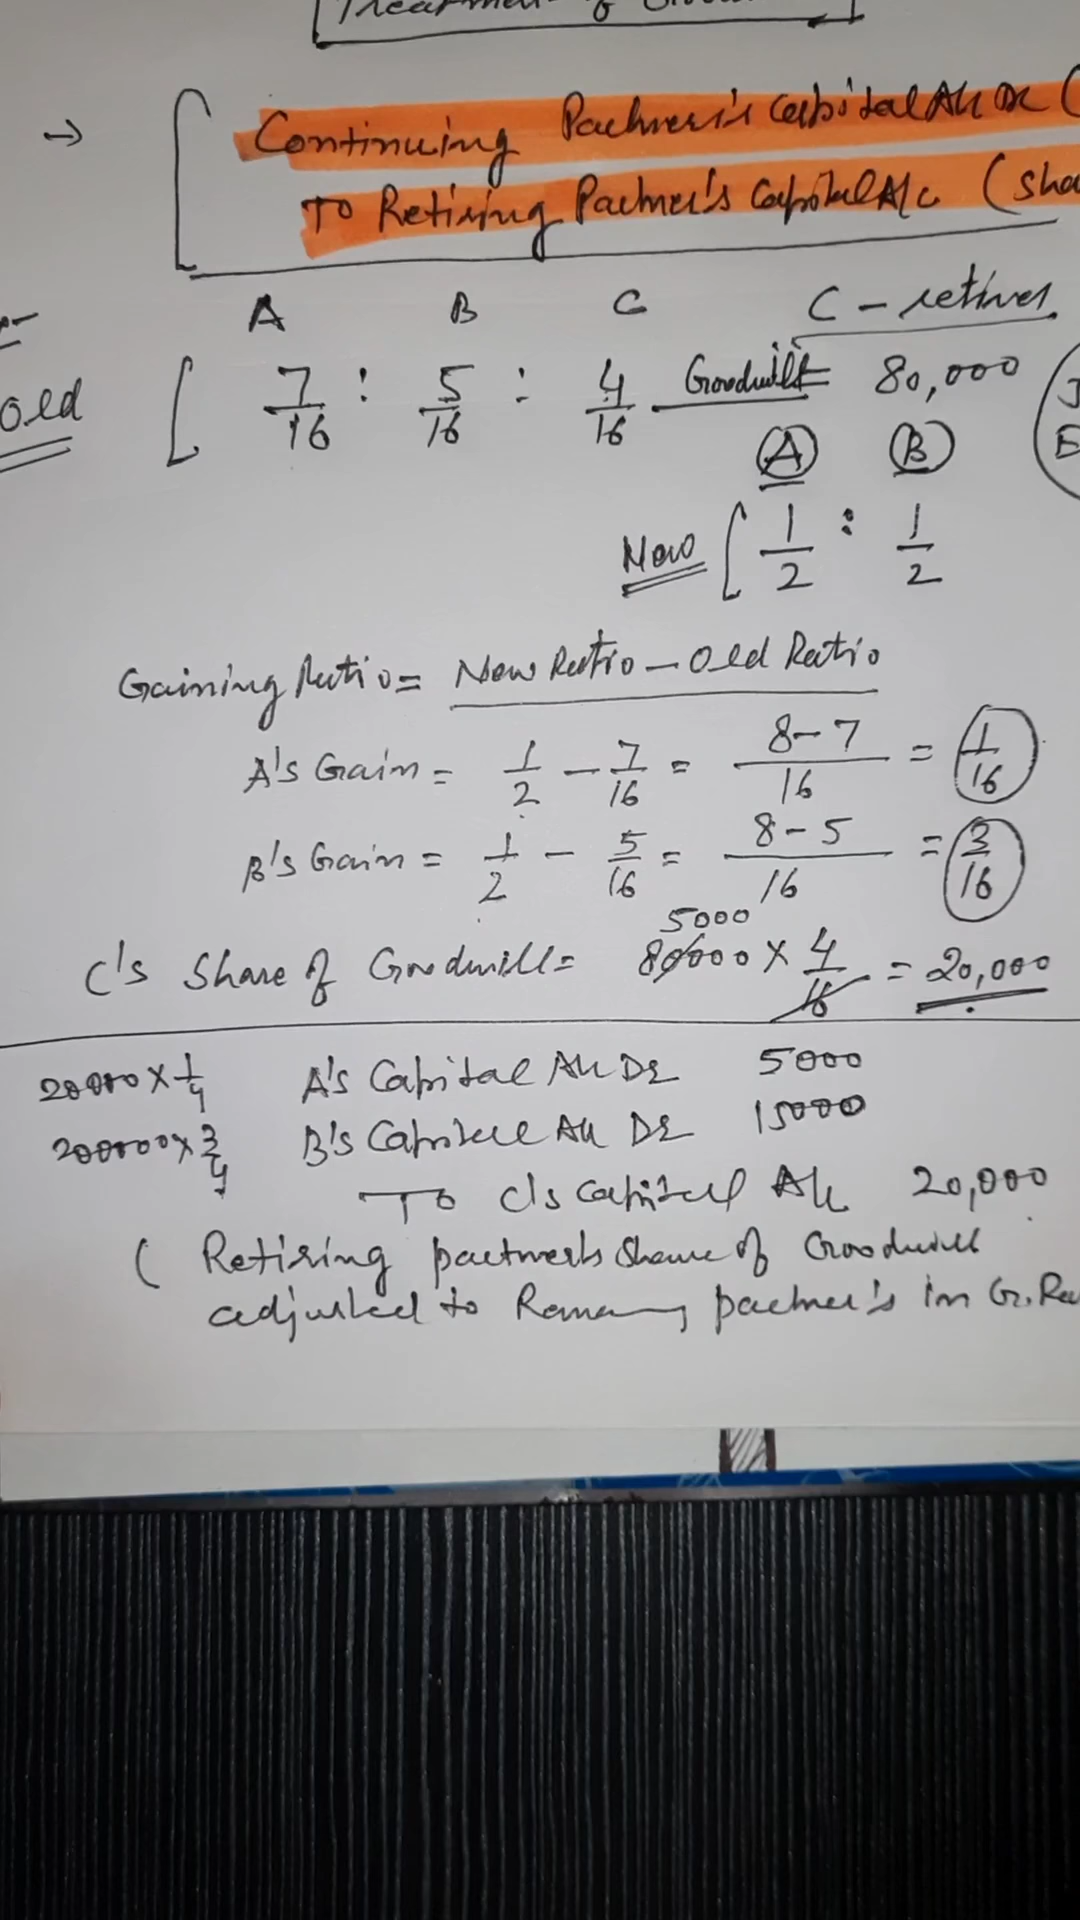 Treatment of
→ Continuing Partner's Capital A/c Dr (
To Retiring Partner's Capital A/c (sha
A B C C - retires
Old [ 7/16 : 5/16 : 4/16 Goodwill = 80,000
A B
New [ 1/2 : 1/2
Gaining Ratio = New Ratio - Old Ratio
A's Gain = 1/2 - 7/16 = 8-7/16 = 1/16
B's Gain = 1/2 - 5/16 = 8-5/16 = 3/16
5000
C's Share of Goodwill = 80000 x 4/16 = 20,000
20000 x 1/4 A's Capital A/c Dr 5000
200000 x 3/4 B's Capital A/c Dr 15000
To C's Capital A/c 20,000
( Retiring partner's Share of Goodwill
adjusted to partner's in G.Ra